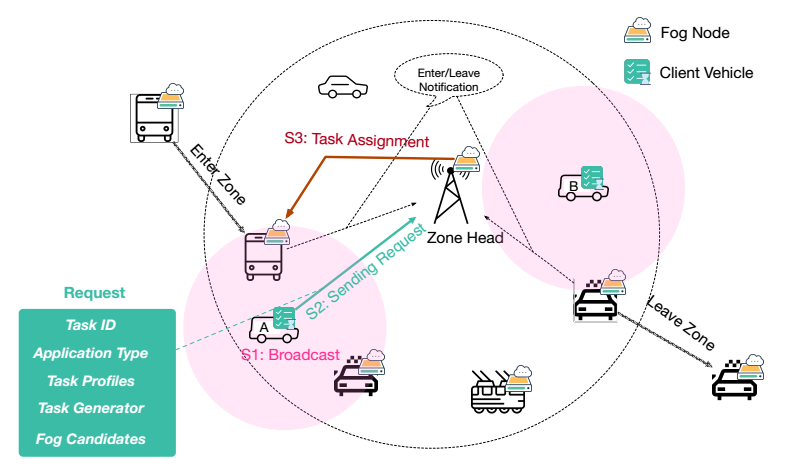 Fog Node
Client Vehicle
Enter/Leave
Notification
S3: Task Assignment
Enter Zone
B
Zone Head
S2: Sending Request
Request
Task ID
Application Type
Task Profiles
Task Generator
Fog Candidates
A
S1: Broadcast
Leave Zone